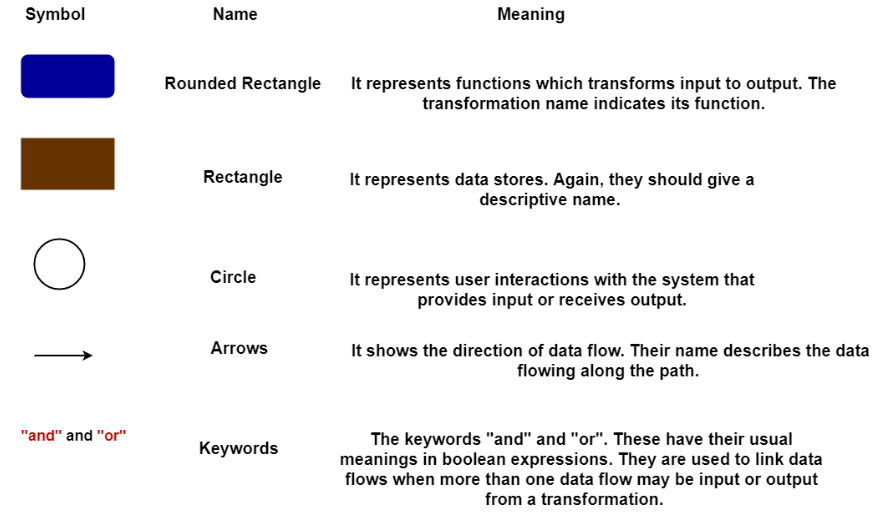 Symbol Name Meaning
Rounded Rectangle It represents functions which transforms input to output. The
transformation name indicates its function.
Rectangle It represents data stores. Again, they should give a
descriptive name.
Circle It represents user interactions with the system that
provides input or receives output.
Arrows It shows the direction of data flow. Their name describes the data
flowing along the path.
"and" and "or" Keywords The keywords "and" and "or". These have their usual
meanings in boolean expressions. They are used to link data
flows when more than one data flow may be input or output
from a transformation.